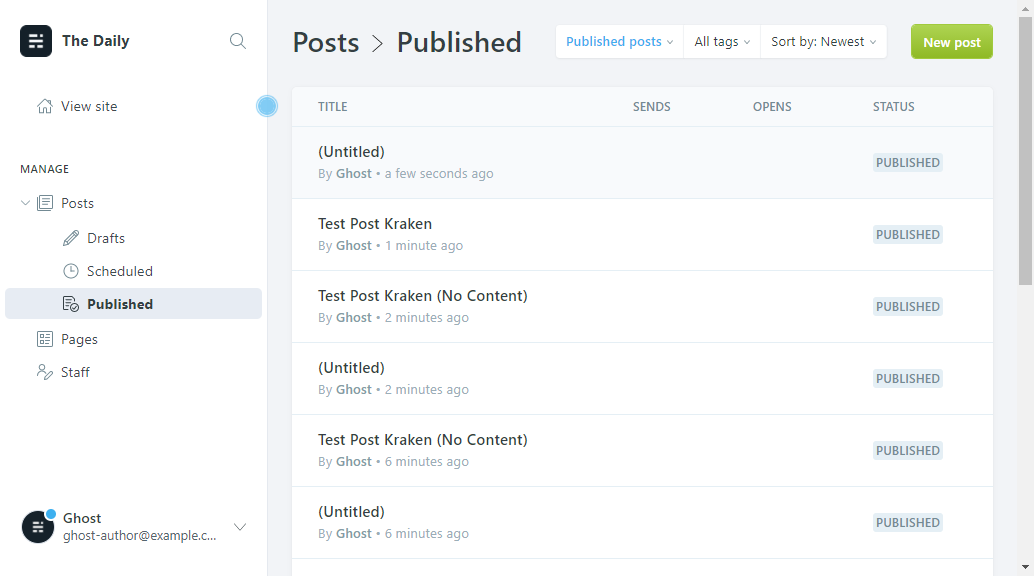 The Daily
View site
MANAGE
Posts
Drafts
Scheduled
Published
Pages
Staff
Ghost
ghost-author@example.c...
Posts > Published
Published posts
All tags
Sort by: Newest
New post
TITLE SENDS OPENS STATUS
(Untitled)
By Ghost • a few seconds ago
PUBLISHED
Test Post Kraken
By Ghost • 1 minute ago
PUBLISHED
Test Post Kraken (No Content)
By Ghost • 2 minutes ago
PUBLISHED
(Untitled)
By Ghost • 2 minutes ago
PUBLISHED
Test Post Kraken (No Content)
By Ghost • 6 minutes ago
PUBLISHED
(Untitled)
By Ghost • 6 minutes ago
PUBLISHED